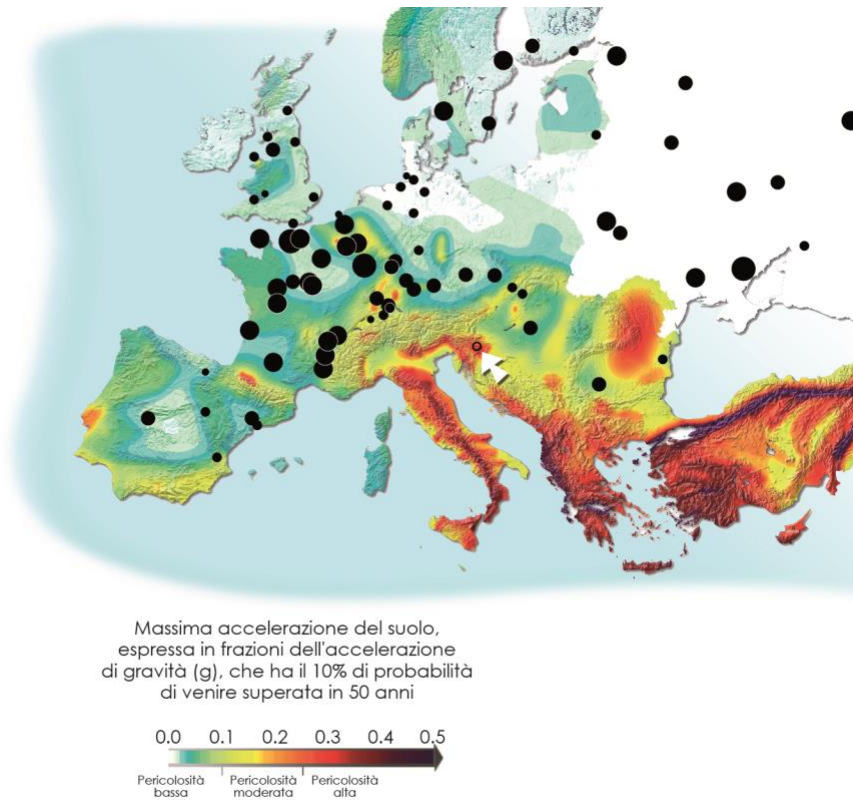 Massima accelerazione del suolo,
espressa in frazioni dell'accelerazione
di gravità (g), che ha il 10% di probabilità
di venire superata in 50 anni
0.0 0.1 0.2 0.3 0.4 0.5
Pericolosità Pericolosità Pericolosità
bassa moderata alta